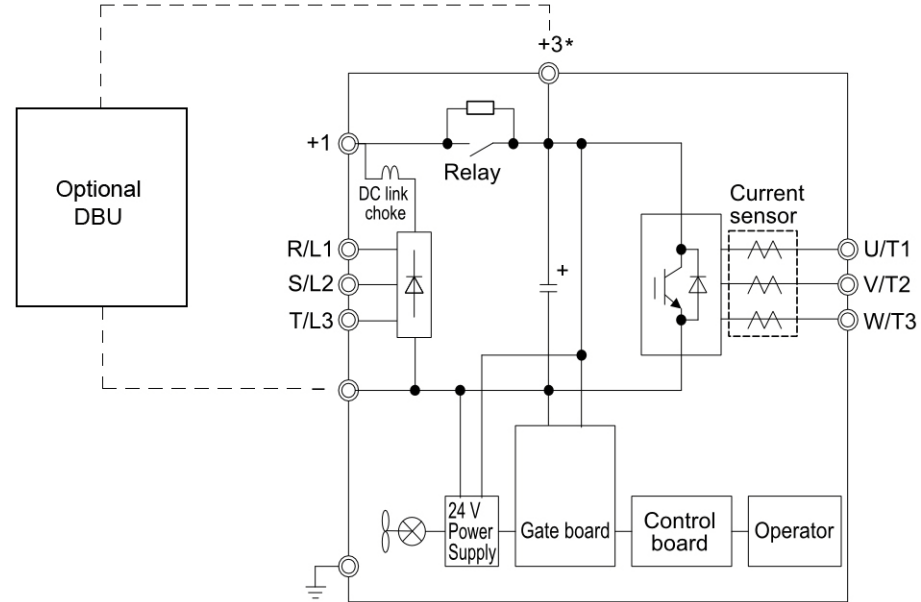 +3*
+1
Relay
DC link
choke
Optional
DBU
Current
sensor
R/L1
S/L2
T/L3
U/T1
V/T2
W/T3
+
–
24 V
Power
Supply
Gate board
Control
board
Operator